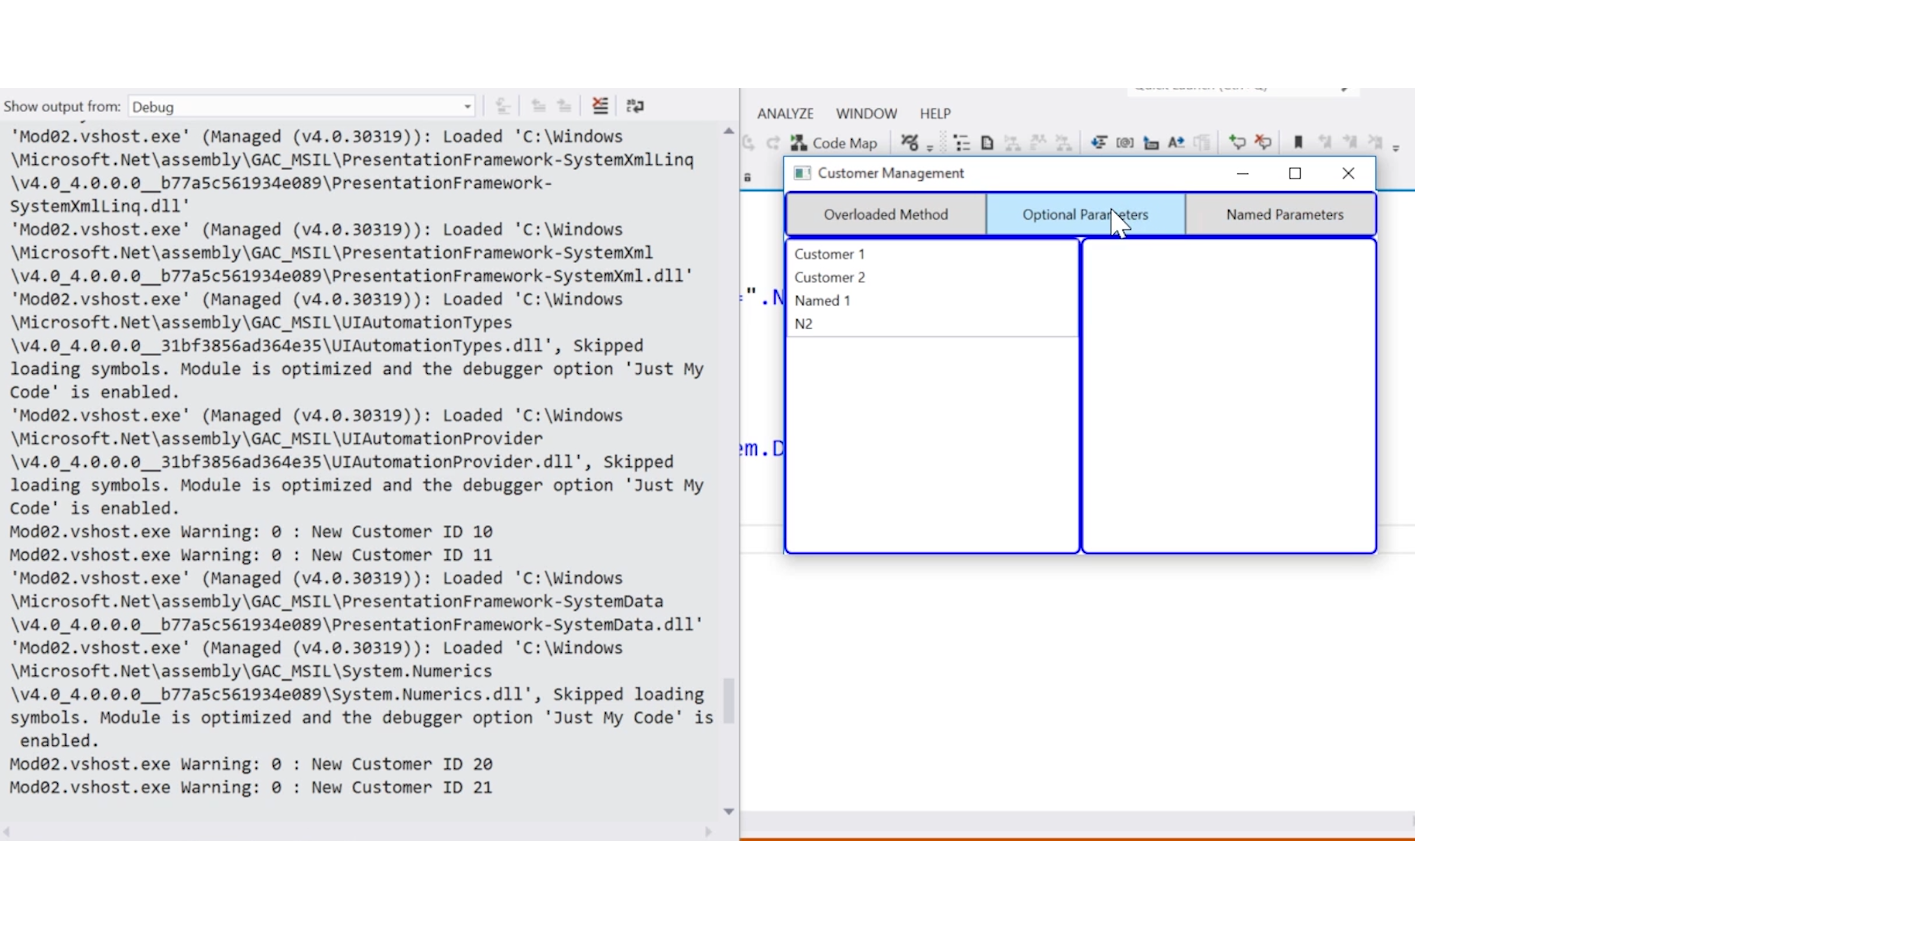 Show output from: Debug
'Mod02.vshost.exe' (Managed (v4.0.30319)): Loaded 'C:\Windows
\Microsoft.Net\assembly\GAC_MSIL\PresentationFramework-SystemXmlLinq
\v4.0_4.0.0.0__b77a5c561934e089\PresentationFramework-
SystemXmlLinq.dll'
'Mod02.vshost.exe' (Managed (v4.0.30319)): Loaded 'C:\Windows
\Microsoft.Net\assembly\GAC_MSIL\PresentationFramework-SystemXml
\v4.0_4.0.0.0__b77a5c561934e089\PresentationFramework-SystemXml.dll'
'Mod02.vshost.exe' (Managed (v4.0.30319)): Loaded 'C:\Windows
\Microsoft.Net\assembly\GAC_MSIL\UIAutomationTypes
\v4.0_4.0.0.0__31bf3856ad364e35\UIAutomationTypes.dll', Skipped
loading symbols. Module is optimized and the debugger option 'Just My
Code' is enabled.
'Mod02.vshost.exe' (Managed (v4.0.30319)): Loaded 'C:\Windows
\Microsoft.Net\assembly\GAC_MSIL\UIAutomationProvider
\v4.0_4.0.0.0__31bf3856ad364e35\UIAutomationProvider.dll', Skipped
loading symbols. Module is optimized and the debugger option 'Just My
Code' is enabled.
Mod02.vshost.exe Warning: 0 : New Customer ID 10
Mod02.vshost.exe Warning: 0 : New Customer ID 11
'Mod02.vshost.exe' (Managed (v4.0.30319)): Loaded 'C:\Windows
\Microsoft.Net\assembly\GAC_MSIL\PresentationFramework-SystemData
\v4.0_4.0.0.0__b77a5c561934e089\PresentationFramework-SystemData.dll'
'Mod02.vshost.exe' (Managed (v4.0.30319)): Loaded 'C:\Windows
\Microsoft.Net\assembly\GAC_MSIL\System.Numerics
\v4.0_4.0.0.0__b77a5c561934e089\System.Numerics.dll', Skipped loading
symbols. Module is optimized and the debugger option 'Just My Code' is
enabled.
Mod02.vshost.exe Warning: 0 : New Customer ID 20
Mod02.vshost.exe Warning: 0 : New Customer ID 21
ANALYZE WINDOW HELP
Code Map
Customer Management
Overloaded Method Optional Parameters Named Parameters
Customer 1
Customer 2
Named 1
N2
=".N
em.D